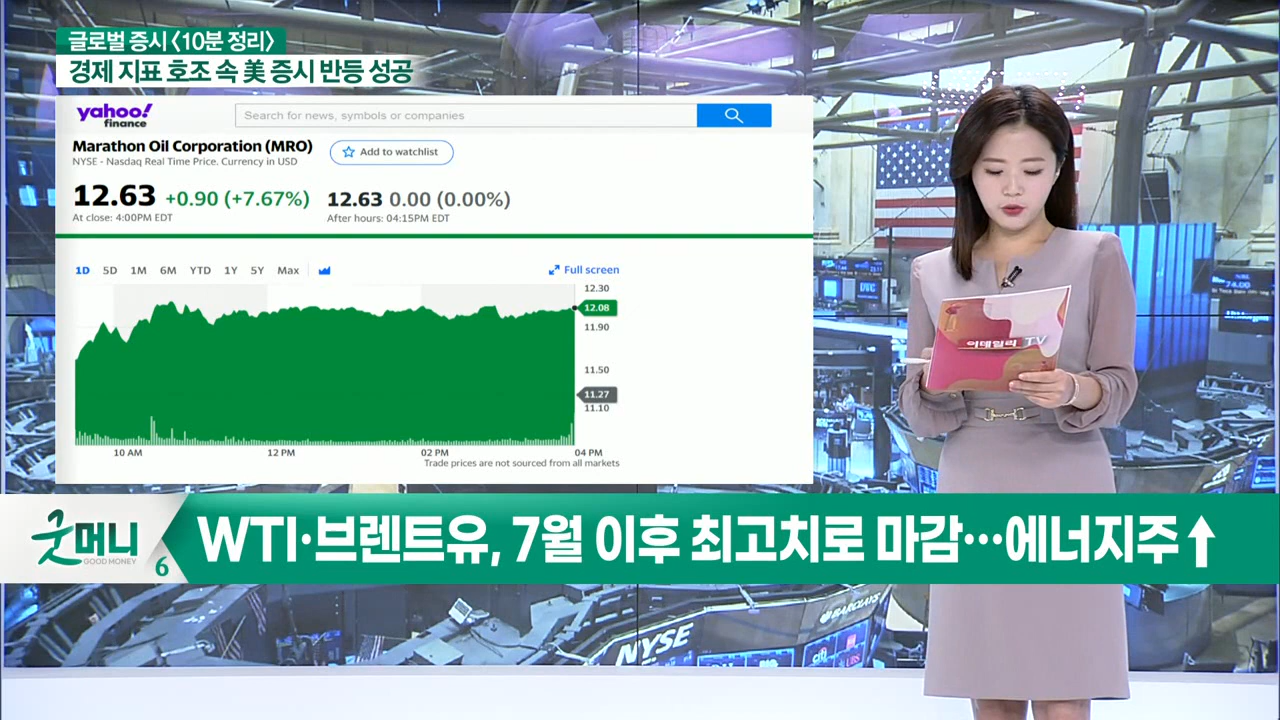 글로벌 증시 <10분 정리>
경제 지표 호조 속 美 증시 반등 성공
yahoo!
finance
Search for news, symbols or companies
Marathon Oil Corporation (MRO)
Add to watchlist
NYSE - Nasdaq Real Time Price. Currency in USD
12.63 +0.90 (+7.67%) 12.63 0.00 (0.00%)
At close: 4:00PM EDT After hours: 04:15PM EDT
1D 5D 1M 6M YTD 1Y 5Y Max
Full screen
12.30
12.08
11.90
11.50
11.27
11.10
10 AM 12 PM 02 PM 04 PM
Trade prices are not sourced from all markets
이데일리 TV
굿머니
GOOD MONEY
6
WTI·브렌트유, 7월 이후 최고치로 마감…에너지주↑
NYSE
BARCLAYS
citi
UBS